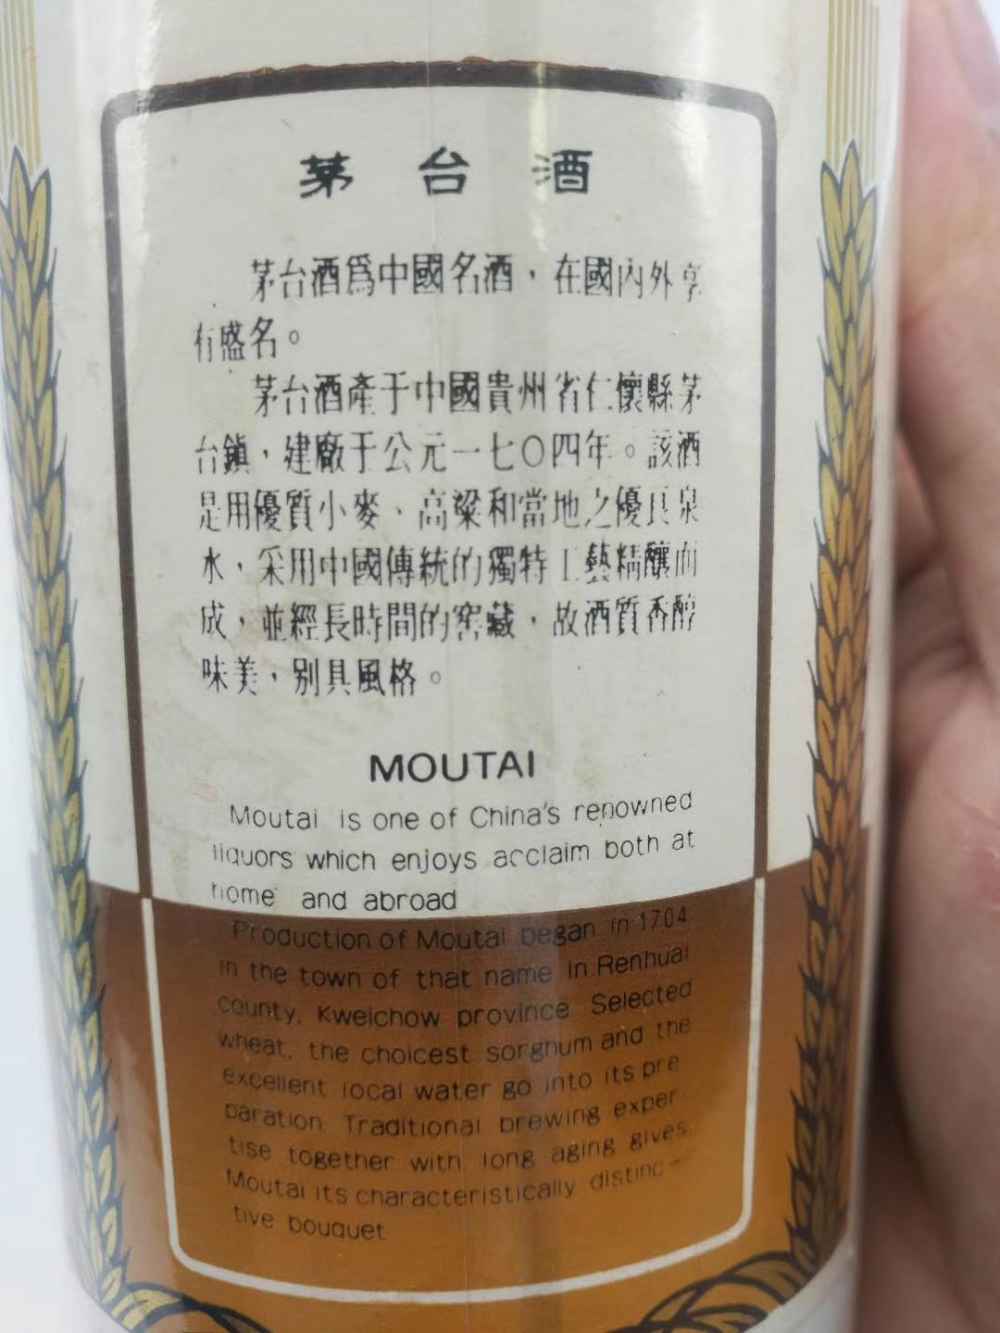 茅台酒
茅台酒爲中國名酒，在國内外享
有盛名。
茅台酒產于中國貴州省仁懷縣茅
台鎮，建廠于公元一七〇四年。該酒
是用優質小麥、高粱和當地之優良泉
水，采用中國傳統的獨特工藝精釀而
成，並經長時間的窖藏，故酒質香醇
味美，别具風格。
MOUTAI
Moutai is one of China's renowned
liquors which enjoys acclaim both at
home and abroad
Production of Moutai began in 1704
in the town of that name in Renhuai
county, Kweichow province Selected
wheat, the choicest sorghum and the
excellent local water go into its pre
paration Traditional brewing exper
tise together with long aging gives
Moutai its characteristically distinc-
tive bouquet